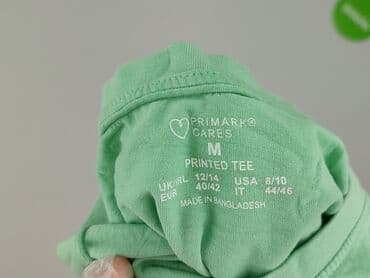 PRIMARK®
CARES
M
PRINTED TEE
UK/IRL 12/14 USA 8/10
EUR 40/42 IT 44/46
MADE IN BANGLADESH